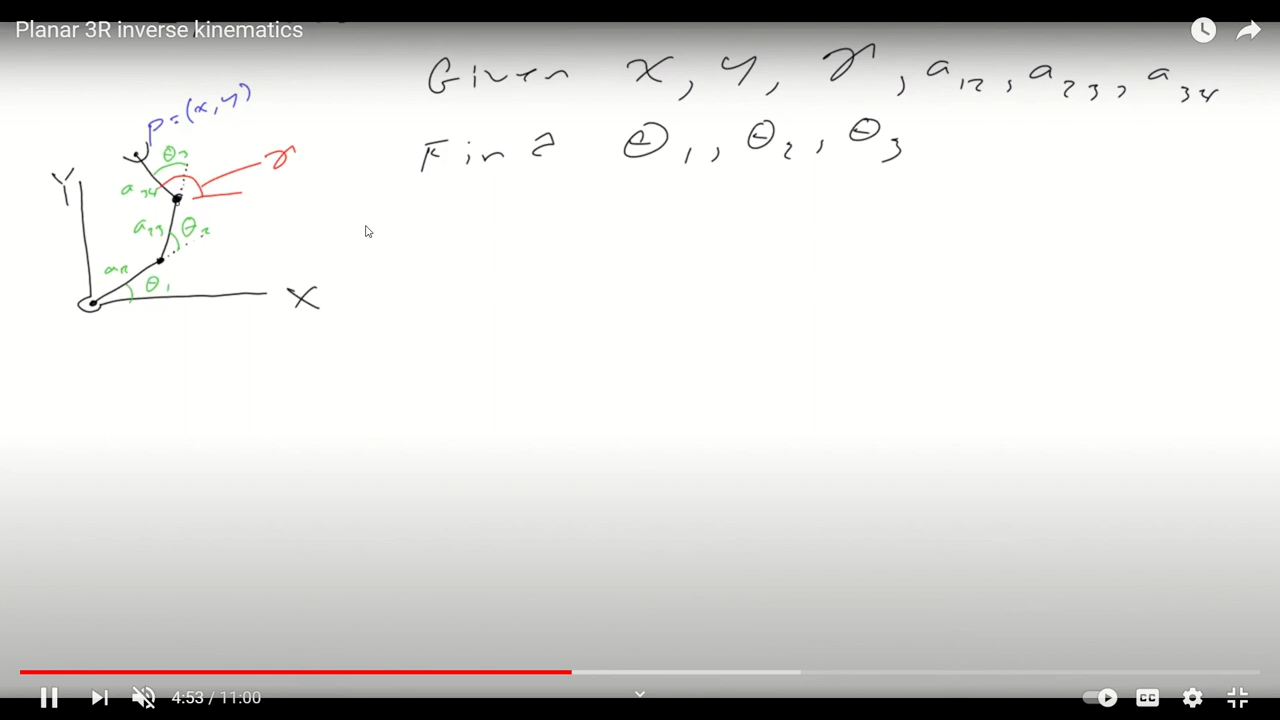 Planar 3R inverse kinematics
Given x, y, γ, a₁₂, a₂₃, a₃₄
Find θ₁, θ₂, θ₃
P=(x,y)
θ₃
γ
Y
a₃₄
a₂₃
θ₂
a₁₂
θ₁
X
4:53 / 11:00
CC